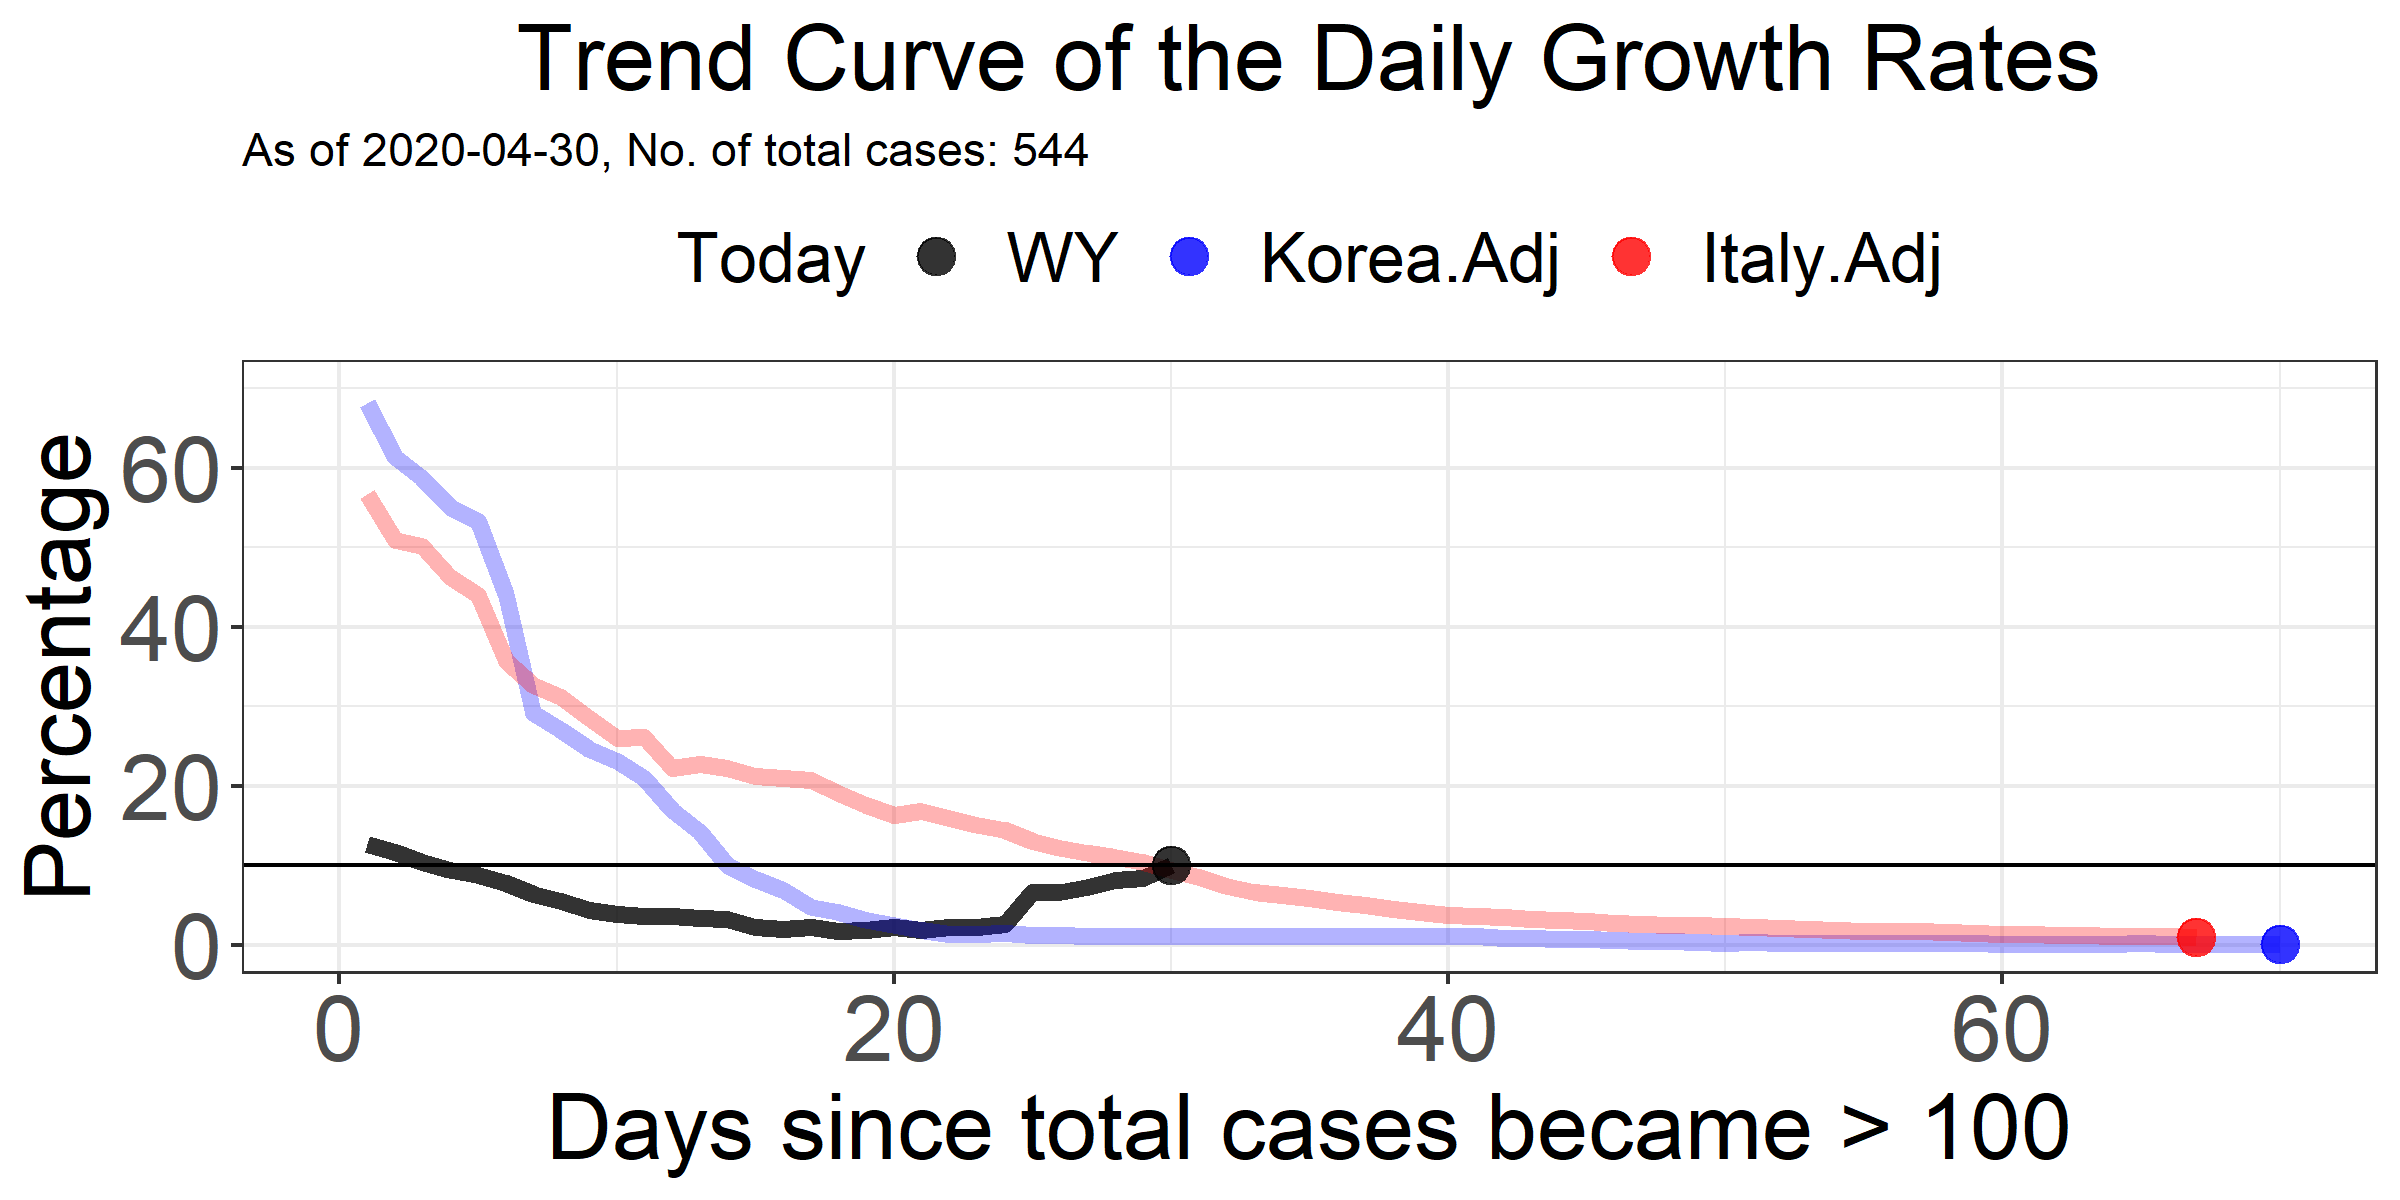 Trend Curve of the Daily Growth Rates
As of 2020-04-30, No. of total cases: 544
Today WY Korea.Adj Italy.Adj
Percentage
60
40
20
0
0 20 40 60
Days since total cases became > 100